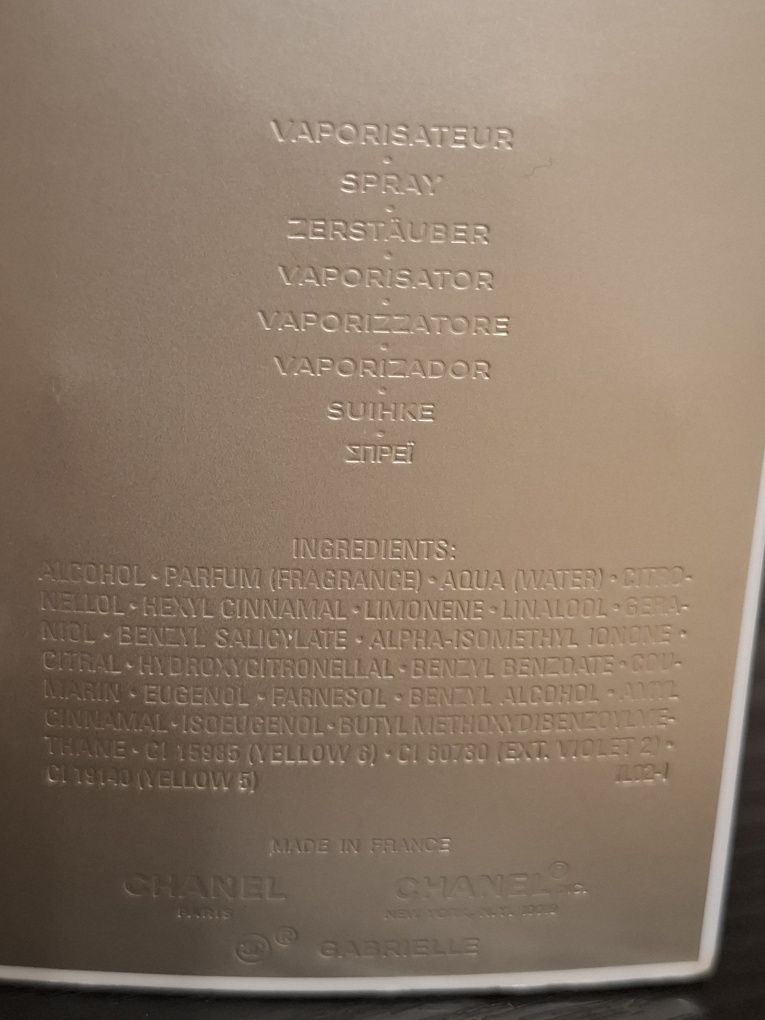 VAPORISATEUR
•
SPRAY
•
ZERSTÄUBER
•
VAPORISATOR
•
VAPORIZZATORE
•
VAPORIZADOR
•
SUIHKE
•
ΣΠΡΕΪ
INGREDIENTS:
ALCOHOL • PARFUM (FRAGRANCE) • AQUA (WATER) • CITRO-
NELLOL • HEXYL CINNAMAL • LIMONENE • LINALOOL • GERA-
NIOL • BENZYL SALICYLATE • ALPHA-ISOMETHYL IONONE •
CITRAL • HYDROXYCITRONELLAL • BENZYL BENZOATE • COU-
MARIN • EUGENOL • FARNESOL • BENZYL ALCOHOL • AMYL
CINNAMAL • ISOEUGENOL • BUTYL METHOXYDIBENZOYLME-
THANE • CI 15985 (YELLOW 6) • CI 60730 (EXT. VIOLET 2) •
CI 19140 (YELLOW 5)
MADE IN FRANCE
CHANEL CHANEL® INC.
PARIS NEW YORK, N.Y. 10019
® GABRIELLE